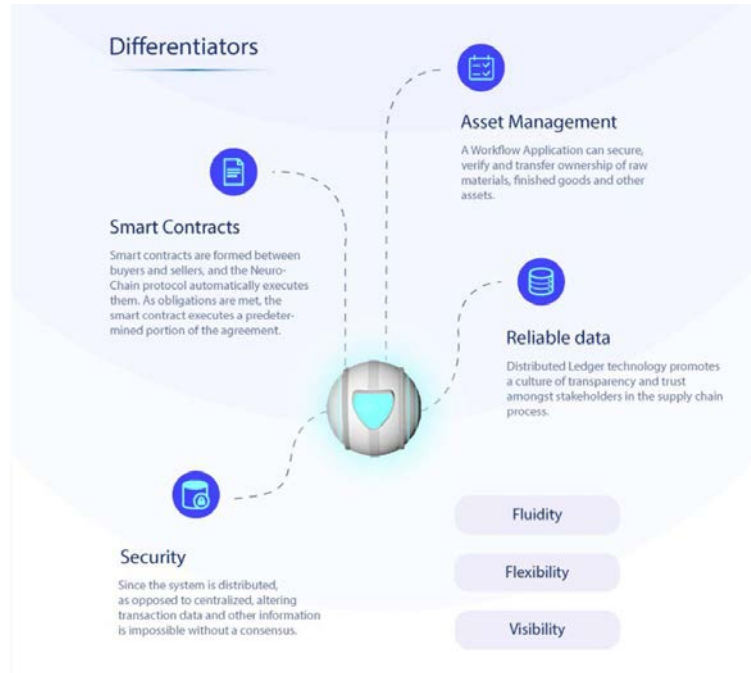 Differentiators
Asset Management
A Workflow Application can secure,
verify and transfer ownership of raw
materials, finished goods and other
assets.
Smart Contracts
Smart contracts are formed between
buyers and sellers, and the Neuro-
Chain protocol automatically executes
them. As obligations are met, the
smart contract executes a predeter-
mined portion of the agreement.
Reliable data
Distributed Ledger technology promotes
a culture of transparency and trust
amongst stakeholders in the supply chain
process.
Security
Since the system is distributed,
as opposed to centralized, altering
transaction data and other information
is impossible without a consensus.
Fluidity
Flexibility
Visibility